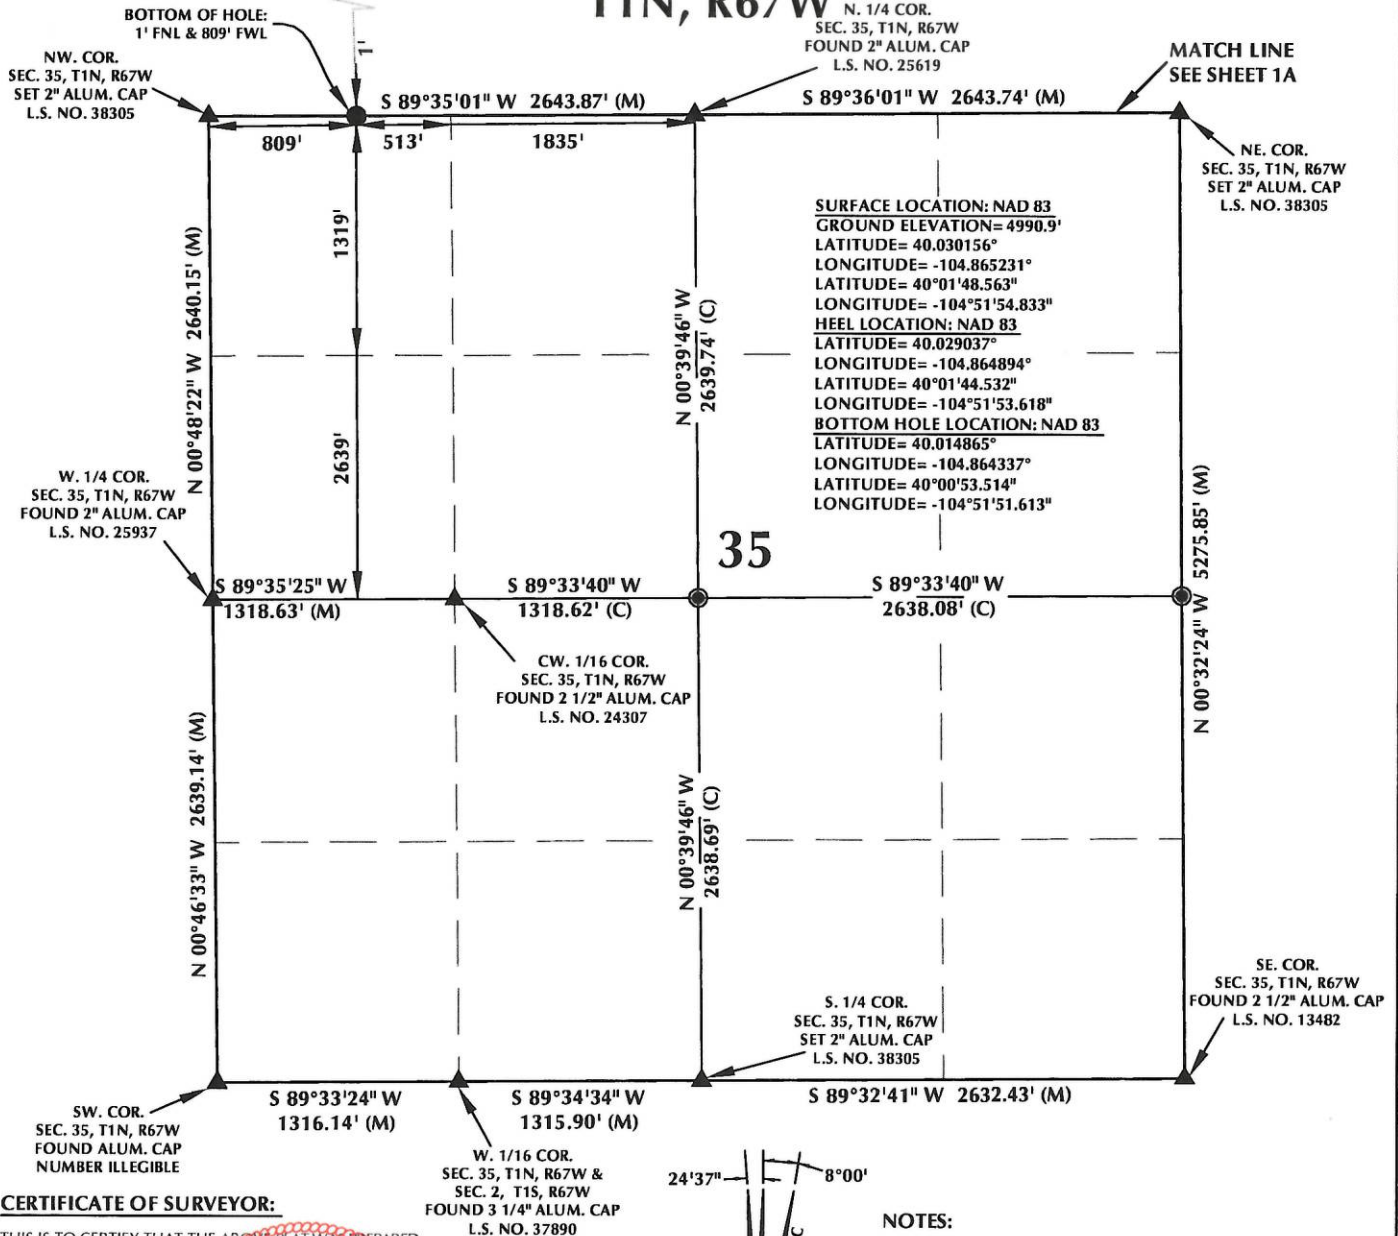 T1N, R67W
BOTTOM OF HOLE:
1' FNL & 809' FWL
1'
N. 1/4 COR.
SEC. 35, T1N, R67W
FOUND 2" ALUM. CAP
L.S. NO. 25619
MATCH LINE
SEE SHEET 1A
NW. COR.
SEC. 35, T1N, R67W
SET 2" ALUM. CAP
L.S. NO. 38305
S 89°35'01" W 2643.87' (M)
S 89°36'01" W 2643.74' (M)
809'
513'
1835'
NE. COR.
SEC. 35, T1N, R67W
SET 2" ALUM. CAP
L.S. NO. 38305
1319'
2639'
N 00°48'22" W 2640.15' (M)
N 00°39'46" W
2639.74' (C)
SURFACE LOCATION: NAD 83
GROUND ELEVATION= 4990.9'
LATITUDE= 40.030156°
LONGITUDE= -104.865231°
LATITUDE= 40°01'48.563"
LONGITUDE= -104°51'54.833"
HEEL LOCATION: NAD 83
LATITUDE= 40.029037°
LONGITUDE= -104.864894°
LATITUDE= 40°01'44.532"
LONGITUDE= -104°51'53.618"
BOTTOM HOLE LOCATION: NAD 83
LATITUDE= 40.014865°
LONGITUDE= -104.864337°
LATITUDE= 40°00'53.514"
LONGITUDE= -104°51'51.613"
N 00°32'24" W 5275.85' (M)
W. 1/4 COR.
SEC. 35, T1N, R67W
FOUND 2" ALUM. CAP
L.S. NO. 25937
35
S 89°35'25" W
1318.63' (M)
S 89°33'40" W
1318.62' (C)
S 89°33'40" W
2638.08' (C)
CW. 1/16 COR.
SEC. 35, T1N, R67W
FOUND 2 1/2" ALUM. CAP
L.S. NO. 24307
N 00°46'33" W 2639.14' (M)
N 00°39'46" W
2638.69' (C)
S. 1/4 COR.
SEC. 35, T1N, R67W
SET 2" ALUM. CAP
L.S. NO. 38305
SE. COR.
SEC. 35, T1N, R67W
FOUND 2 1/2" ALUM. CAP
L.S. NO. 13482
S 89°33'24" W
1316.14' (M)
S 89°34'34" W
1315.90' (M)
S 89°32'41" W 2632.43' (M)
SW. COR.
SEC. 35, T1N, R67W
FOUND ALUM. CAP
NUMBER ILLEGIBLE
W. 1/16 COR.
SEC. 35, T1N, R67W &
SEC. 2, T1S, R67W
FOUND 3 1/4" ALUM. CAP
L.S. NO. 37890
24'37"
8°00'
C
CERTIFICATE OF SURVEYOR:
NOTES:
THIS IS TO CERTIFY THAT THE